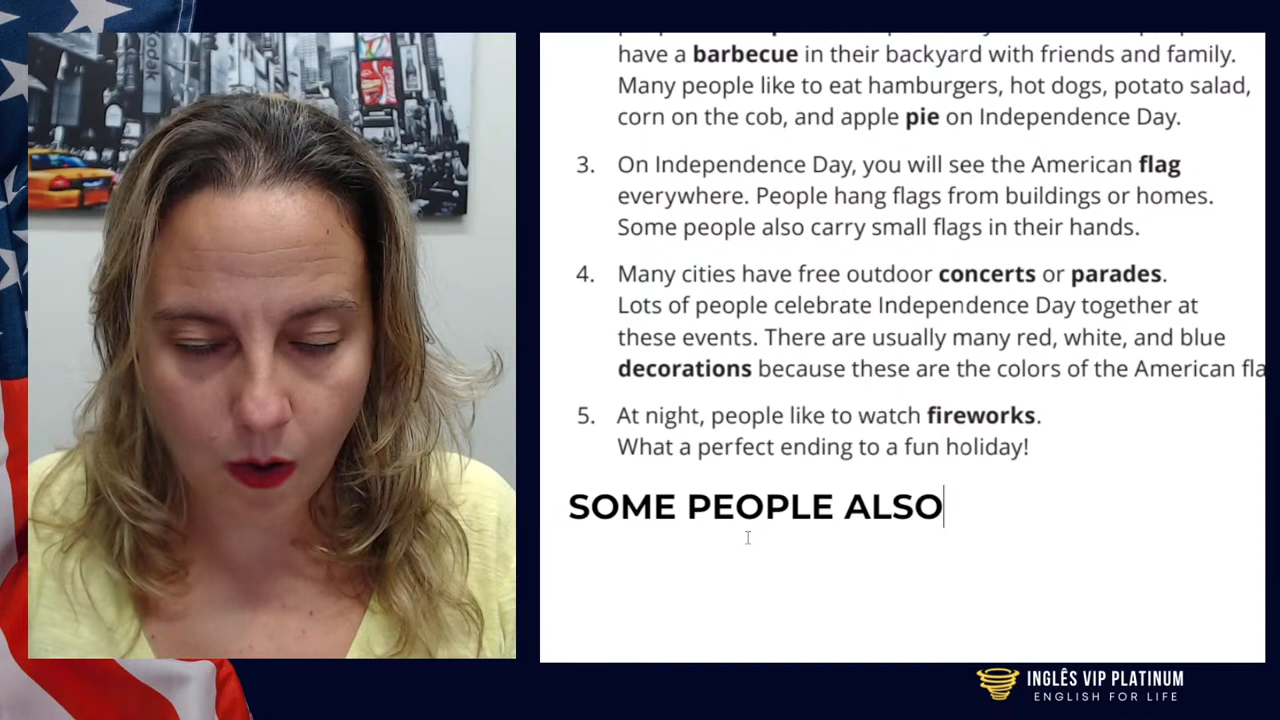 Kodak
have a barbecue in their backyard with friends and family.
Many people like to eat hamburgers, hot dogs, potato salad,
corn on the cob, and apple pie on Independence Day.
3. On Independence Day, you will see the American flag
everywhere. People hang flags from buildings or homes.
Some people also carry small flags in their hands.
4. Many cities have free outdoor concerts or parades.
Lots of people celebrate Independence Day together at
these events. There are usually many red, white, and blue
decorations because these are the colors of the American fla
5. At night, people like to watch fireworks.
What a perfect ending to a fun holiday!
SOME PEOPLE ALSO
INGLÊS VIP PLATINUM
ENGLISH FOR LIFE